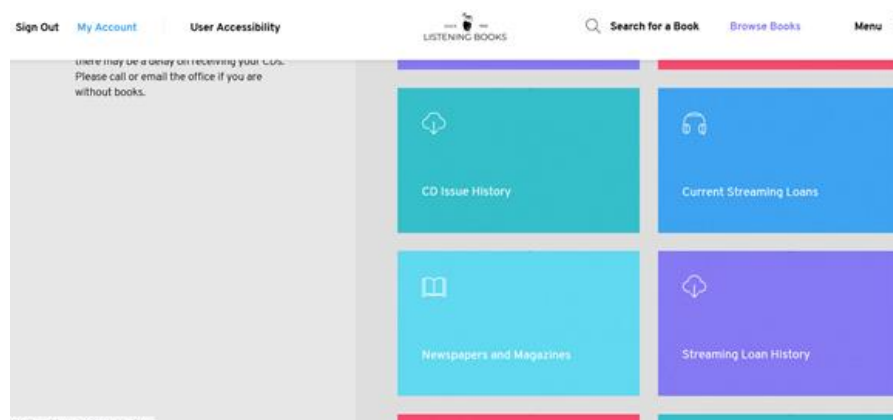 Sign Out
My Account
User Accessibility
LISTENING BOOKS
Search for a Book
Browse Books
Menu
there may be a delay on receiving your CDs.
Please call or email the office if you are
without books.
CD Issue History
Current Streaming Loans
Newspapers and Magazines
Streaming Loan History